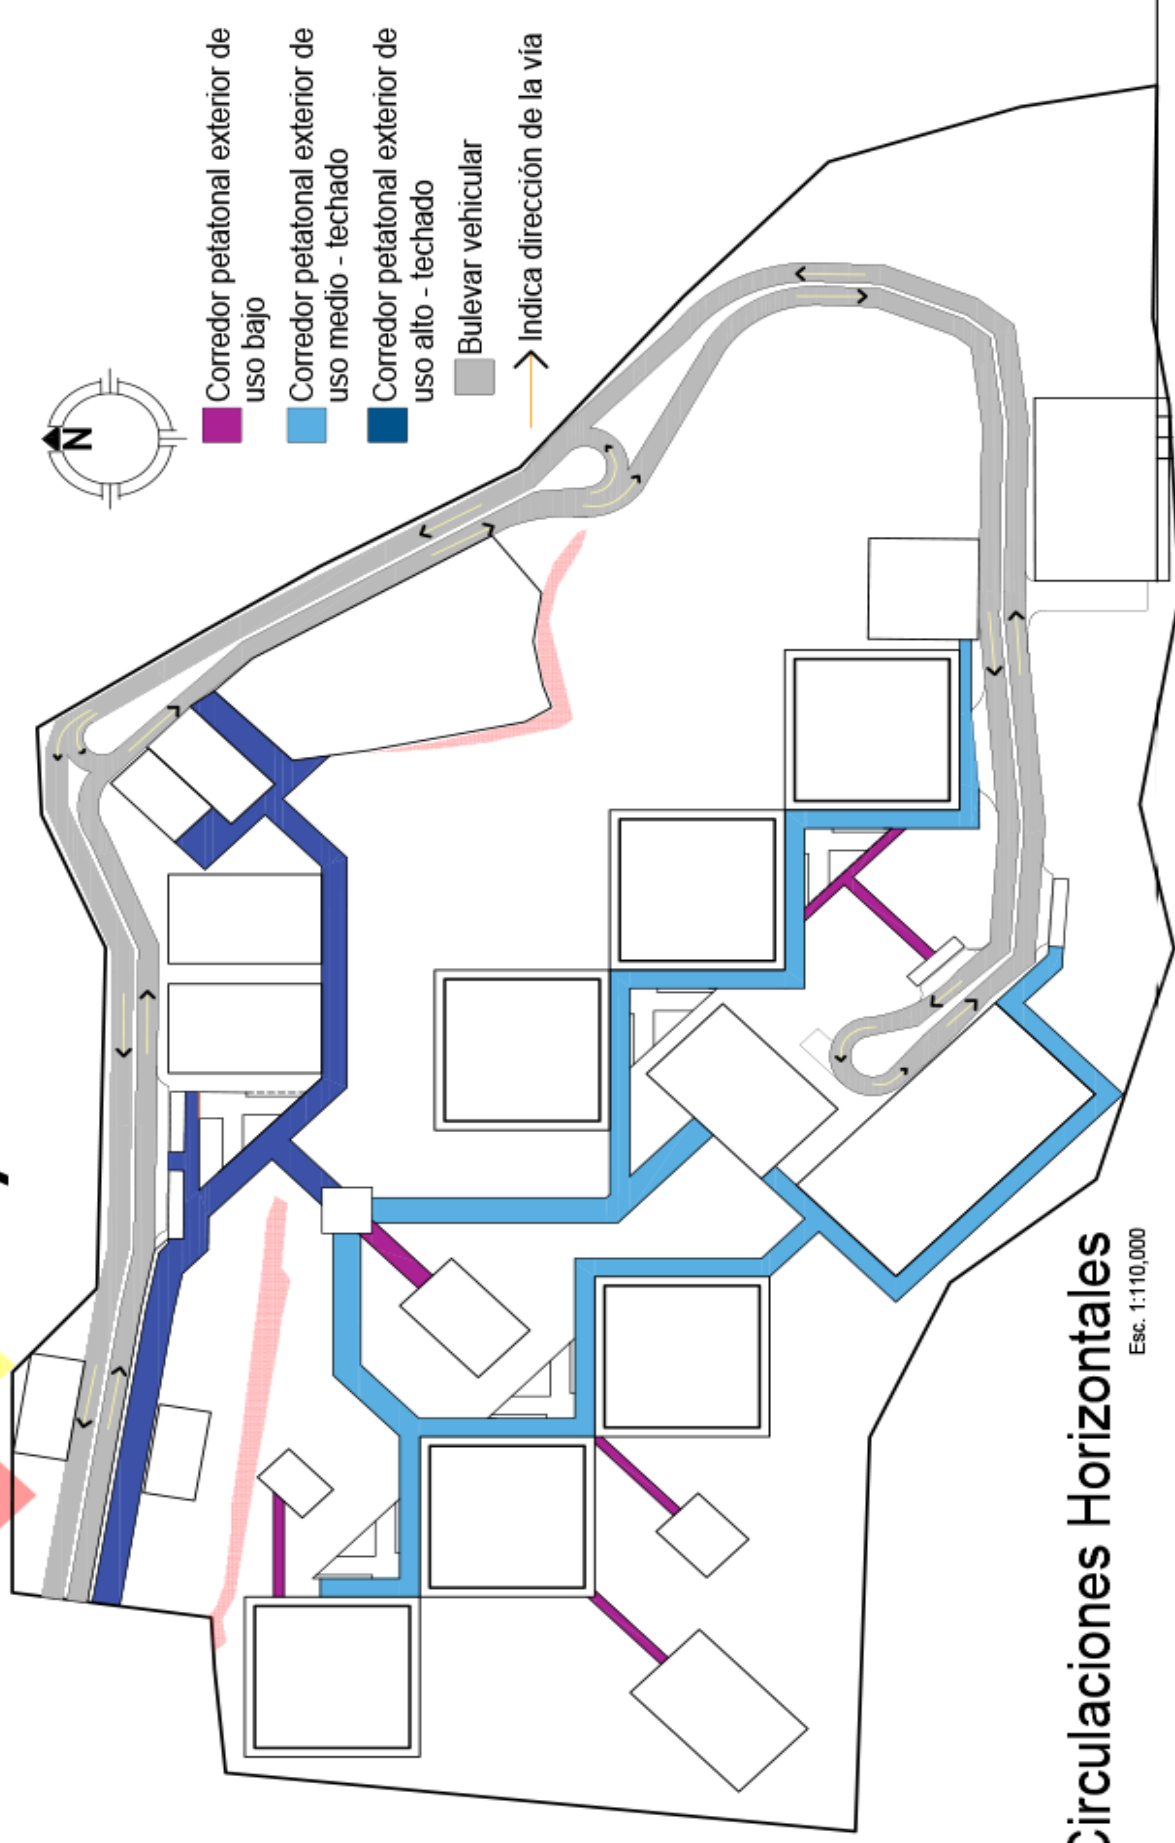 N
Corredor petatonal exterior de
uso bajo
Corredor petatonal exterior de
uso medio - techado
Corredor petatonal exterior de
uso alto - techado
Bulevar vehicular
Indica dirección de la vía
Circulaciones Horizontales
Esc. 1:110,000